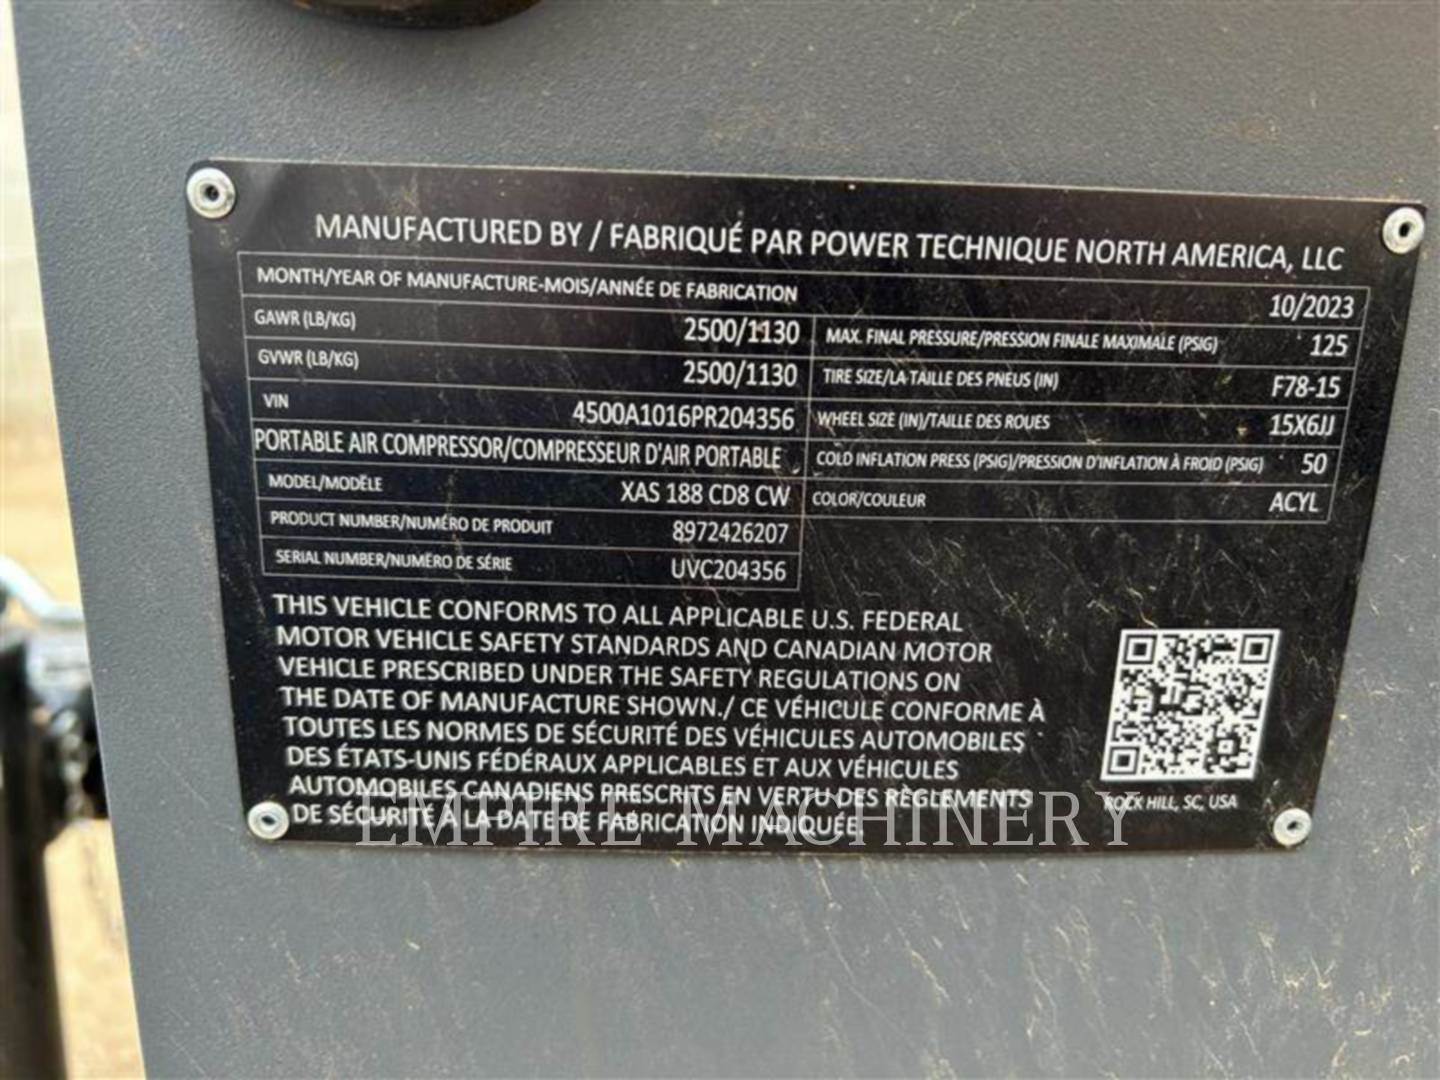 MANUFACTURED BY / FABRIQUÉ PAR POWER TECHNIQUE NORTH AMERICA, LLC
MONTH/YEAR OF MANUFACTURE-MOIS/ANNÉE DE FABRICATION 10/2023
GAWR (LB/KG) 2500/1130 MAX. FINAL PRESSURE/PRESSION FINALE MAXIMALE (PSIG) 125
GVWR (LB/KG) 2500/1130 TIRE SIZE/LA TAILLE DES PNEUS (IN) F78-15
VIN 4500A1016PR204356 WHEEL SIZE (IN)/TAILLE DES ROUES 15X6JJ
PORTABLE AIR COMPRESSOR/COMPRESSEUR D'AIR PORTABLE COLD INFLATION PRESS (PSIG)/PRESSION D'INFLATION À FROID (PSIG) 50
MODEL/MODÈLE XAS 188 CD8 CW COLOR/COULEUR ACYL
PRODUCT NUMBER/NUMÉRO DE PRODUIT 8972426207
SERIAL NUMBER/NUMÉRO DE SÉRIE UVC204356
THIS VEHICLE CONFORMS TO ALL APPLICABLE U.S. FEDERAL
MOTOR VEHICLE SAFETY STANDARDS AND CANADIAN MOTOR
VEHICLE PRESCRIBED UNDER THE SAFETY REGULATIONS ON
THE DATE OF MANUFACTURE SHOWN./ CE VÉHICULE CONFORME À
TOUTES LES NORMES DE SÉCURITÉ DES VÉHICULES AUTOMOBILES
DES ÉTATS-UNIS FÉDÉRAUX APPLICABLES ET AUX VÉHICULES
AUTOMOBILES CANADIENS PRESCRITS EN VERTU DES RÈGLEMENTS
DE SÉCURITÉ À LA DATE DE FABRICATION INDIQUÉE.
ROCK HILL, SC, USA
EMPIRE MACHINERY